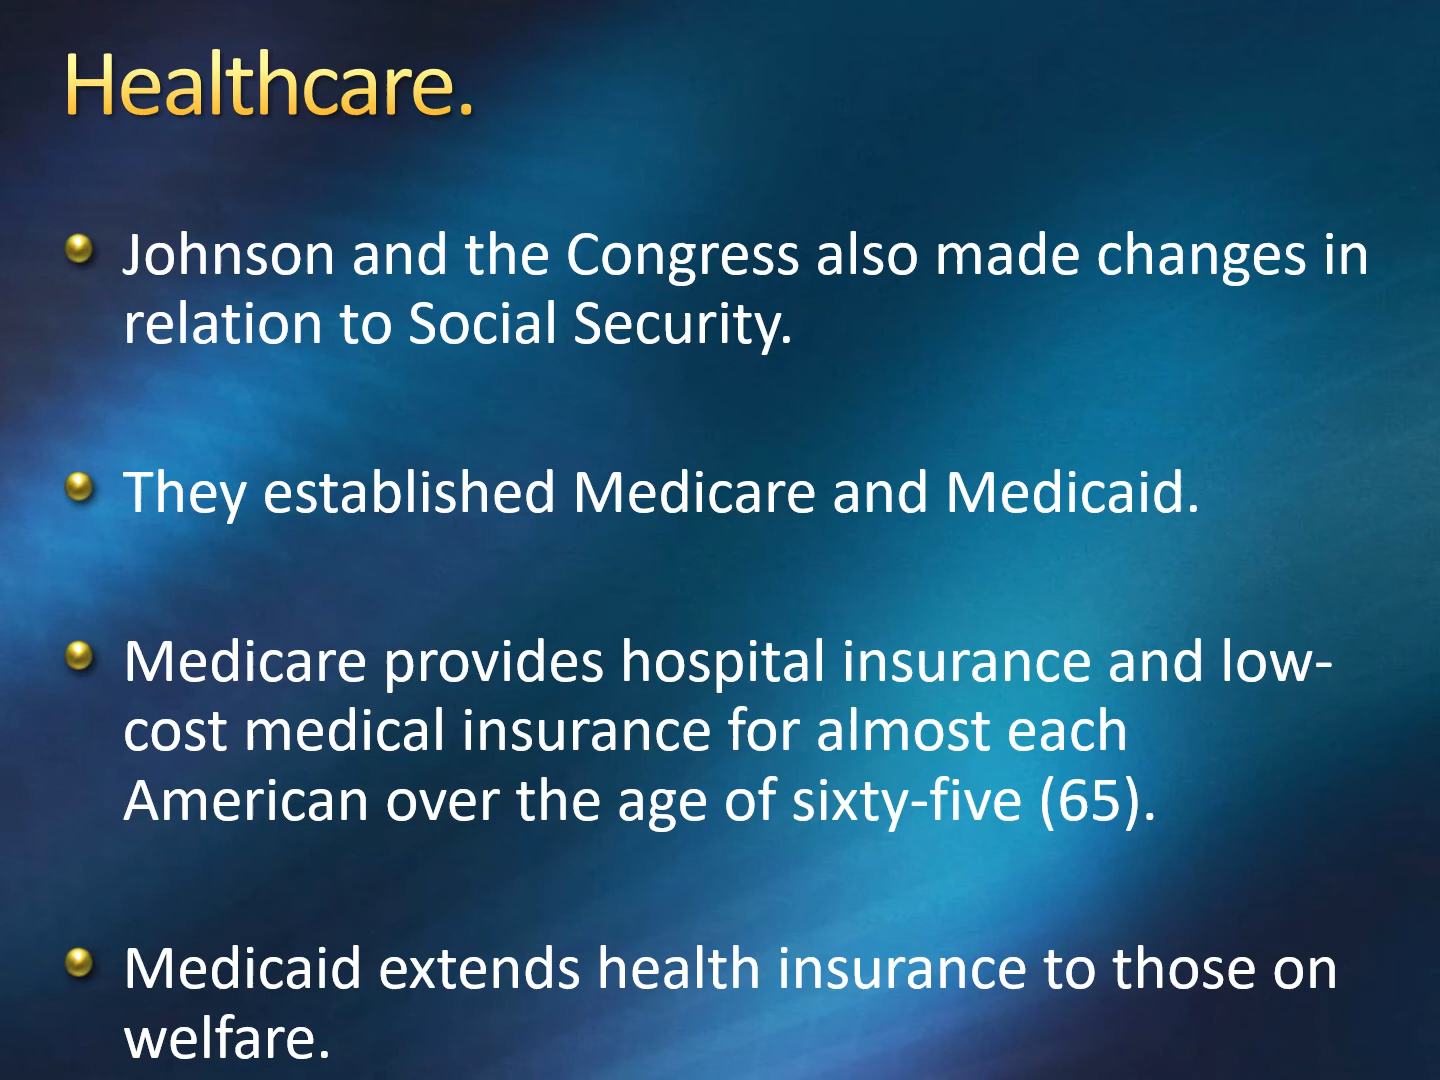 Healthcare.
Johnson and the Congress also made changes in
relation to Social Security.
They established Medicare and Medicaid.
Medicare provides hospital insurance and low-
cost medical insurance for almost each
American over the age of sixty-five (65).
Medicaid extends health insurance to those on
welfare.